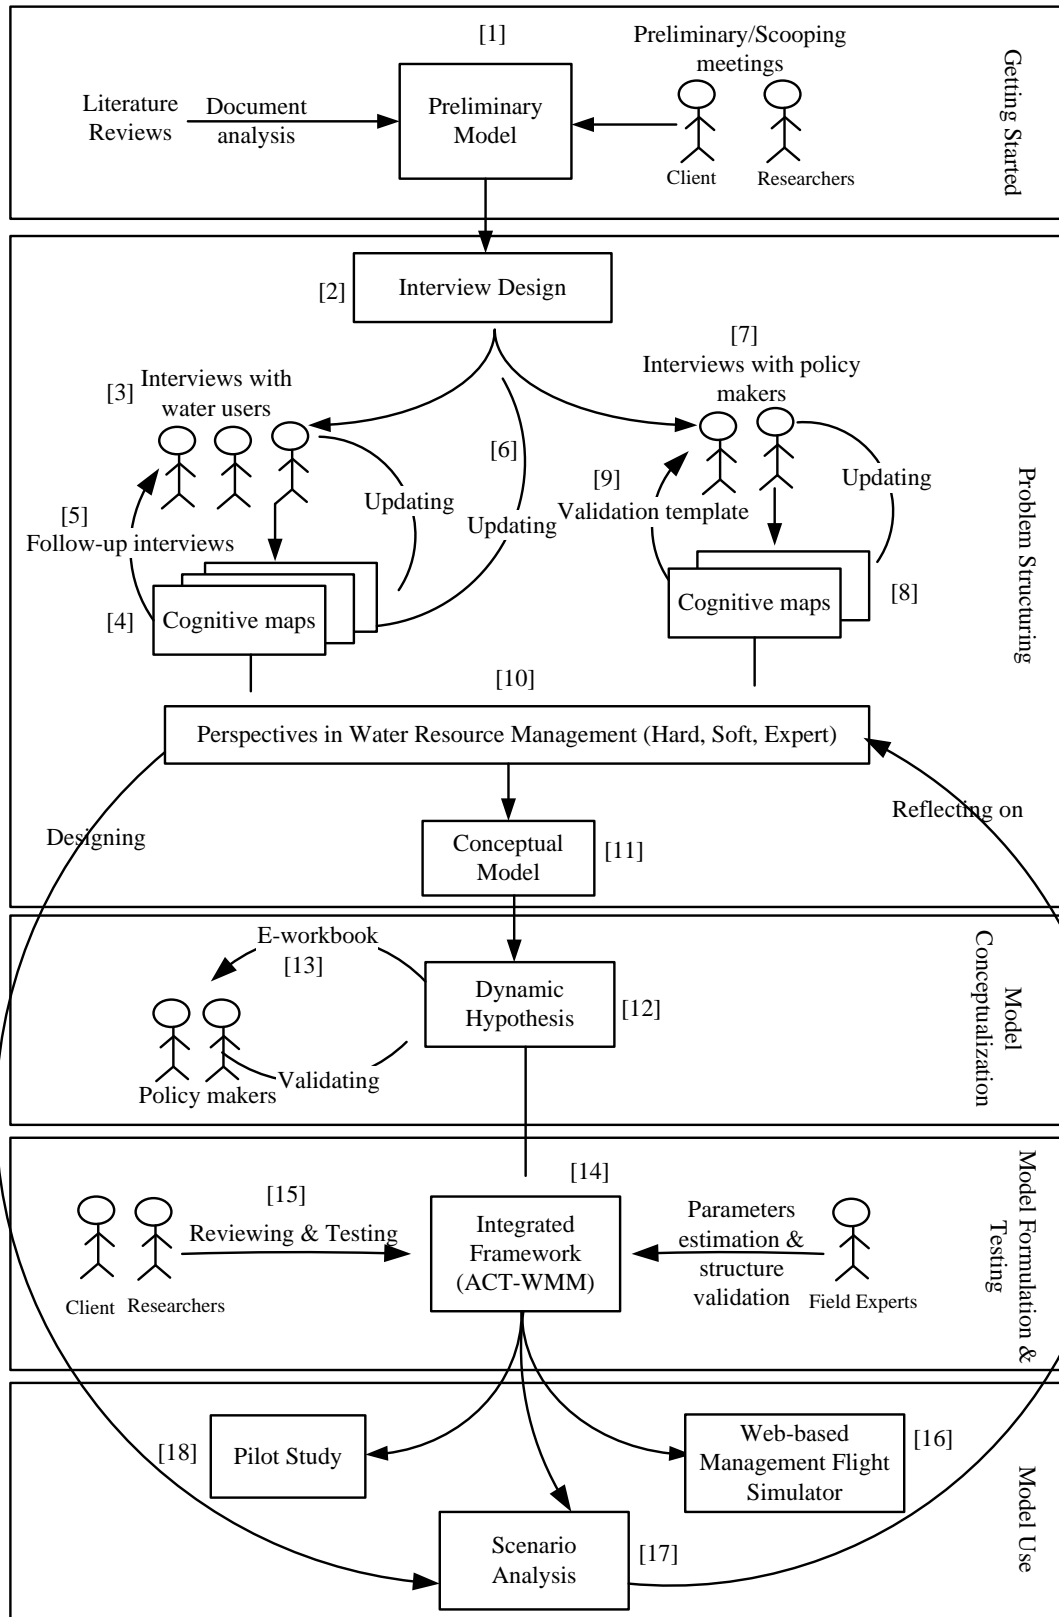 [1]
Preliminary/Scooping
meetings
Literature
Reviews
Document
analysis
Preliminary
Model
Client
Researchers
Getting Started
[2]
Interview Design
[3]
Interviews with
water users
[7]
Interviews with policy
makers
[5]
Follow-up interviews
Updating
[6]
Updating
[9]
Validation template
Updating
[4]
Cognitive maps
Cognitive maps
[8]
Problem Structuring
[10]
Perspectives in Water Resource Management (Hard, Soft, Expert)
Designing
Reflecting on
Conceptual
Model
[11]
E-workbook
[13]
Dynamic
Hypothesis
[12]
Policy makers
Validating
Model
Conceptualization
[14]
[15]
Reviewing & Testing
Client
Researchers
Integrated
Framework
(ACT-WMM)
Parameters
estimation &
structure
validation
Field Experts
Model Formulation &
Testing
[18]
Pilot Study
Web-based
Management Flight
Simulator
[16]
Scenario
Analysis
[17]
Model Use